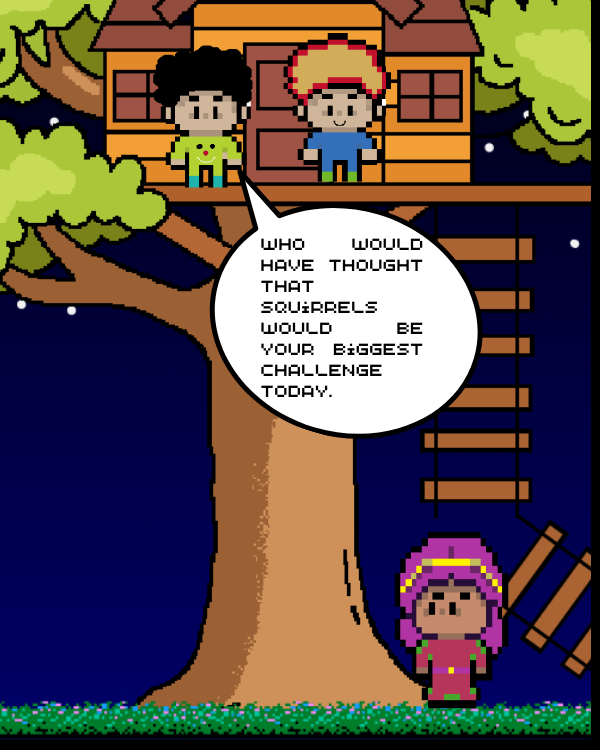 WHO WOULD
HAVE THOUGHT
THAT
SQUiRRELS
WOULD BE
YOUR BiGGEST
CHALLENGE
TODAY.